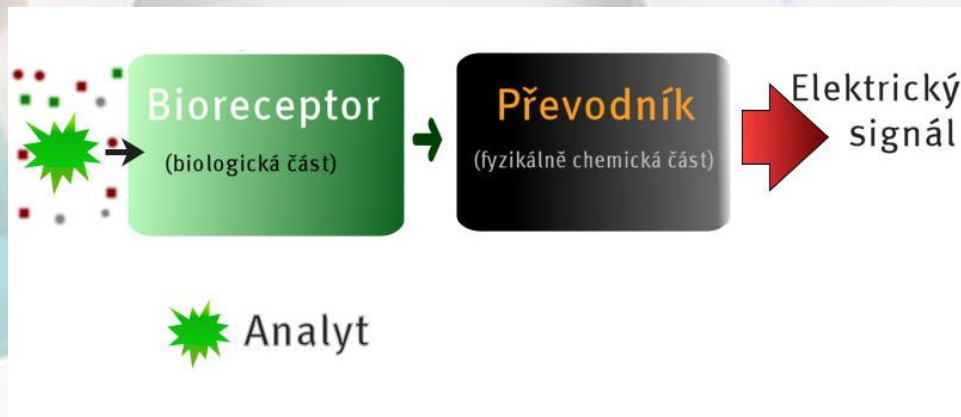 Bioreceptor
(biologická část)
Převodník
(fyzikálně chemická část)
Elektrický
signál
Analyt